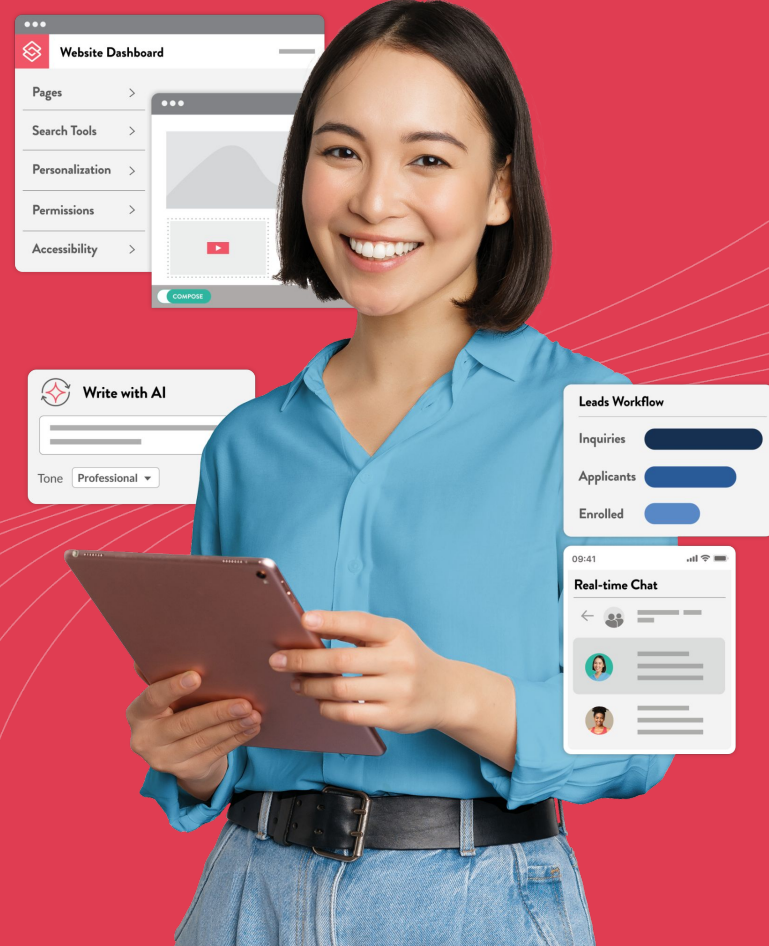 Website Dashboard
Pages
Search Tools
Personalization
Permissions
Accessibility
COMPOSE
Write with AI
Tone Professional
Leads Workflow
Inquiries
Applicants
Enrolled
09:41
Real-time Chat